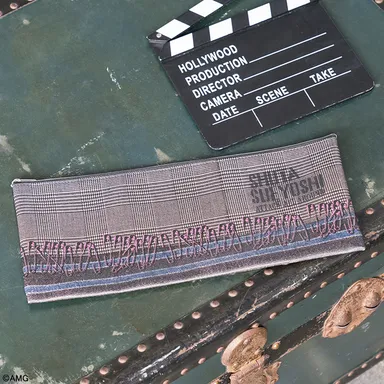 HOLLYWOOD
PRODUCTION
DIRECTOR
CAMERA
DATE SCENE TAKE
SHUTA
SUEYOSHI
©AMG